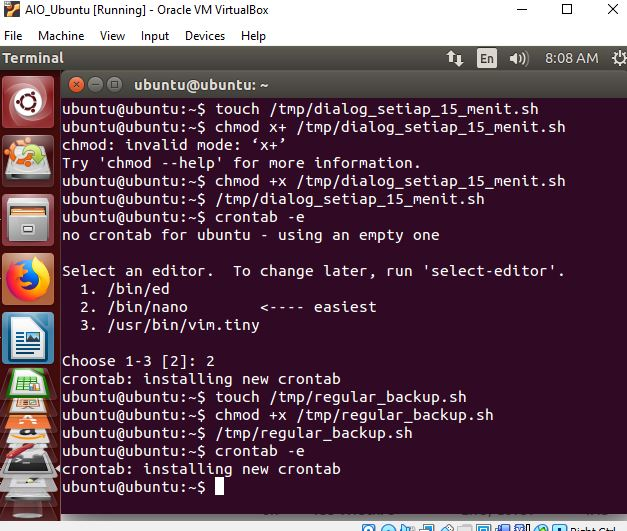 AIO_Ubuntu [Running] - Oracle VM VirtualBox
File Machine View Input Devices Help
Terminal
En
8:08 AM
ubuntu@ubuntu: ~
ubuntu@ubuntu:~$ touch /tmp/dialog_setiap_15_menit.sh
ubuntu@ubuntu:~$ chmod x+ /tmp/dialog_setiap_15_menit.sh
chmod: invalid mode: ‘x+’
Try 'chmod --help' for more information.
ubuntu@ubuntu:~$ chmod +x /tmp/dialog_setiap_15_menit.sh
ubuntu@ubuntu:~$ /tmp/dialog_setiap_15_menit.sh
ubuntu@ubuntu:~$ crontab -e
no crontab for ubuntu - using an empty one
Select an editor.  To change later, run 'select-editor'.
1. /bin/ed
2. /bin/nano        <---- easiest
3. /usr/bin/vim.tiny
Choose 1-3 [2]: 2
crontab: installing new crontab
ubuntu@ubuntu:~$ touch /tmp/regular_backup.sh
ubuntu@ubuntu:~$ chmod +x /tmp/regular_backup.sh
ubuntu@ubuntu:~$ /tmp/regular_backup.sh
ubuntu@ubuntu:~$ crontab -e
crontab: installing new crontab
ubuntu@ubuntu:~$
Right Ctrl